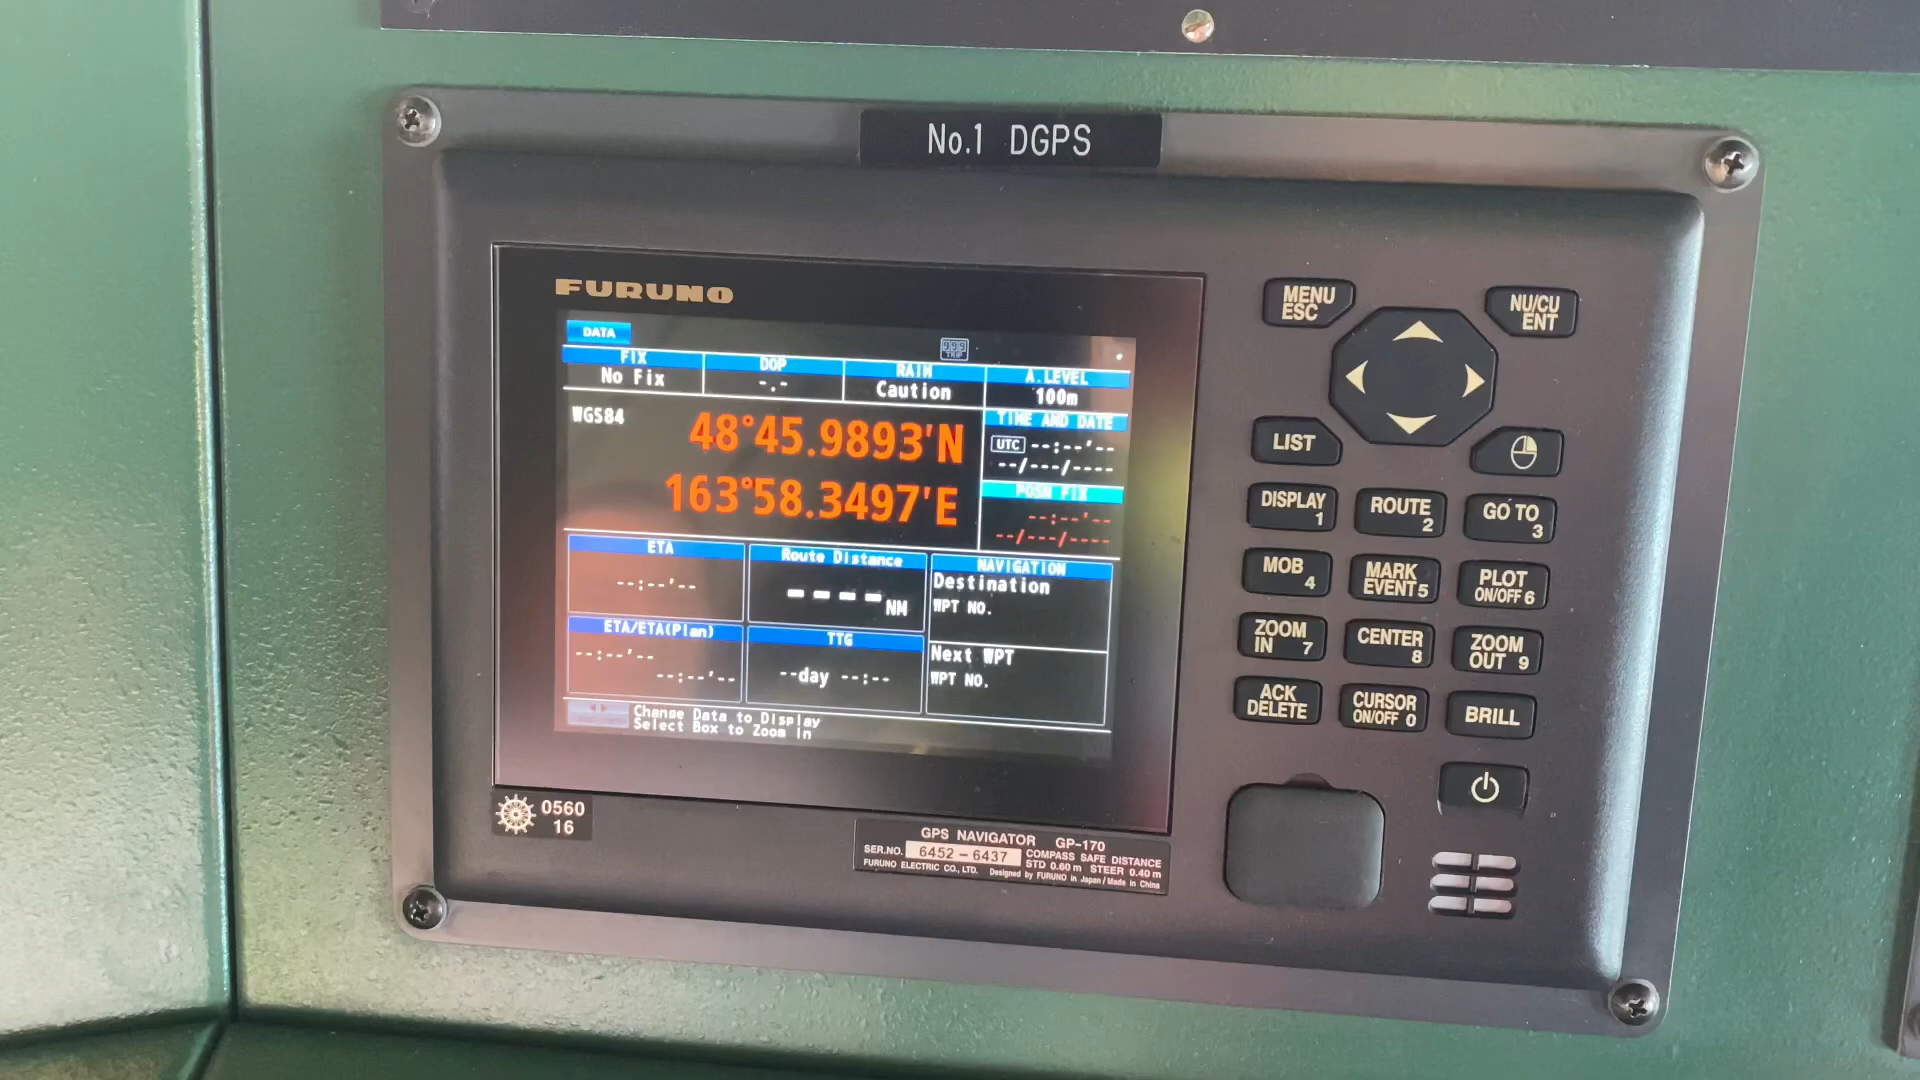 No.1 DGPS
FURUNO
DATA
999
TRIP
FIX
DOP
RAIM
A.LEVEL
No Fix
-.-
Caution
100m
WGS84
48°45.9893'N
163°58.3497'E
TIME AND DATE
UTC --:--'--
--/---/----
POSN FIX
--:--'--
--/---/----
ETA
--:--'--
Route Distance
---- NM
NAVIGATION
Destination
WPT NO.
ETA/ETA(Plan)
--:--'--
--:--'--
TTG
--day --:--
Next WPT
WPT NO.
Change Data to Display
Select Box to Zoom In
0560
16
GPS NAVIGATOR GP-170
SER.NO. 6452-6437 COMPASS SAFE DISTANCE
STD 0.60 m STEER 0.40 m
FURUNO ELECTRIC CO., LTD. Designed by FURUNO in Japan / Made in China
MENU
ESC
NU/CU
ENT
LIST
DISPLAY
1
ROUTE
2
GO TO
3
MOB
4
MARK
EVENT 5
PLOT
ON/OFF 6
ZOOM
IN 7
CENTER
8
ZOOM
OUT 9
ACK
DELETE
CURSOR
ON/OFF 0
BRILL